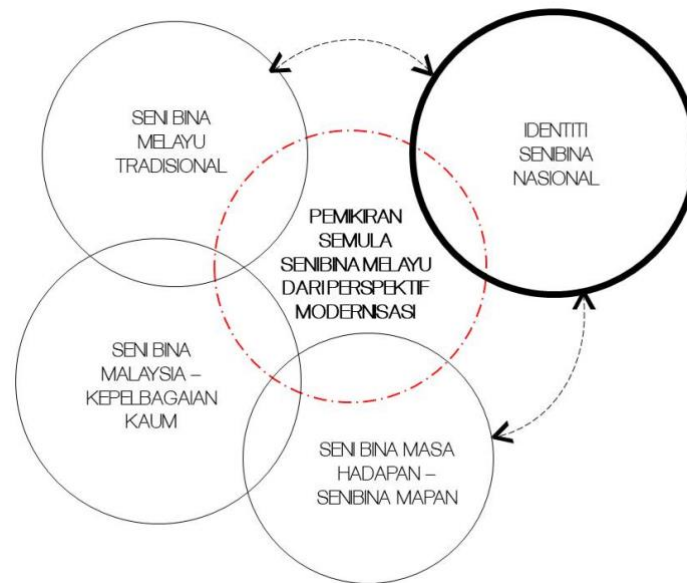 SENI BINA
MELAYU
TRADISIONAL
IDENTITI
SENIBINA
NASIONAL
PEMIKIRAN
SEMULA
SENIBINA MELAYU
DARI PERSPEKTIF
MODERNISASI
SENI BINA
MALAYSIA –
KEPELBAGAIAN
KAUM
SENI BINA MASA
HADAPAN –
SENIBINA MAPAN